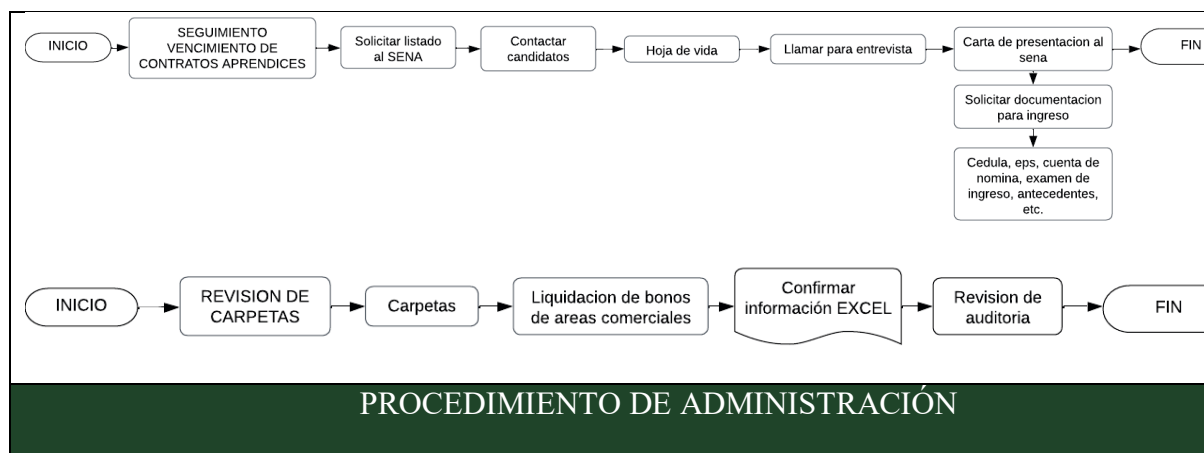 INICIO
SEGUIMIENTO
VENCIMIENTO DE
CONTRATOS APRENDICES
Solicitar listado
al SENA
Contactar
candidatos
Hoja de vida
Llamar para entrevista
Carta de presentacion al
sena
FIN
Solicitar documentacion
para ingreso
Cedula, eps, cuenta de
nomina, examen de
ingreso, antecedentes,
etc.
INICIO
REVISION DE
CARPETAS
Carpetas
Liquidacion de bonos
de areas comerciales
Confirmar
información EXCEL
Revision de
auditoria
FIN
PROCEDIMIENTO DE ADMINISTRACIÓN